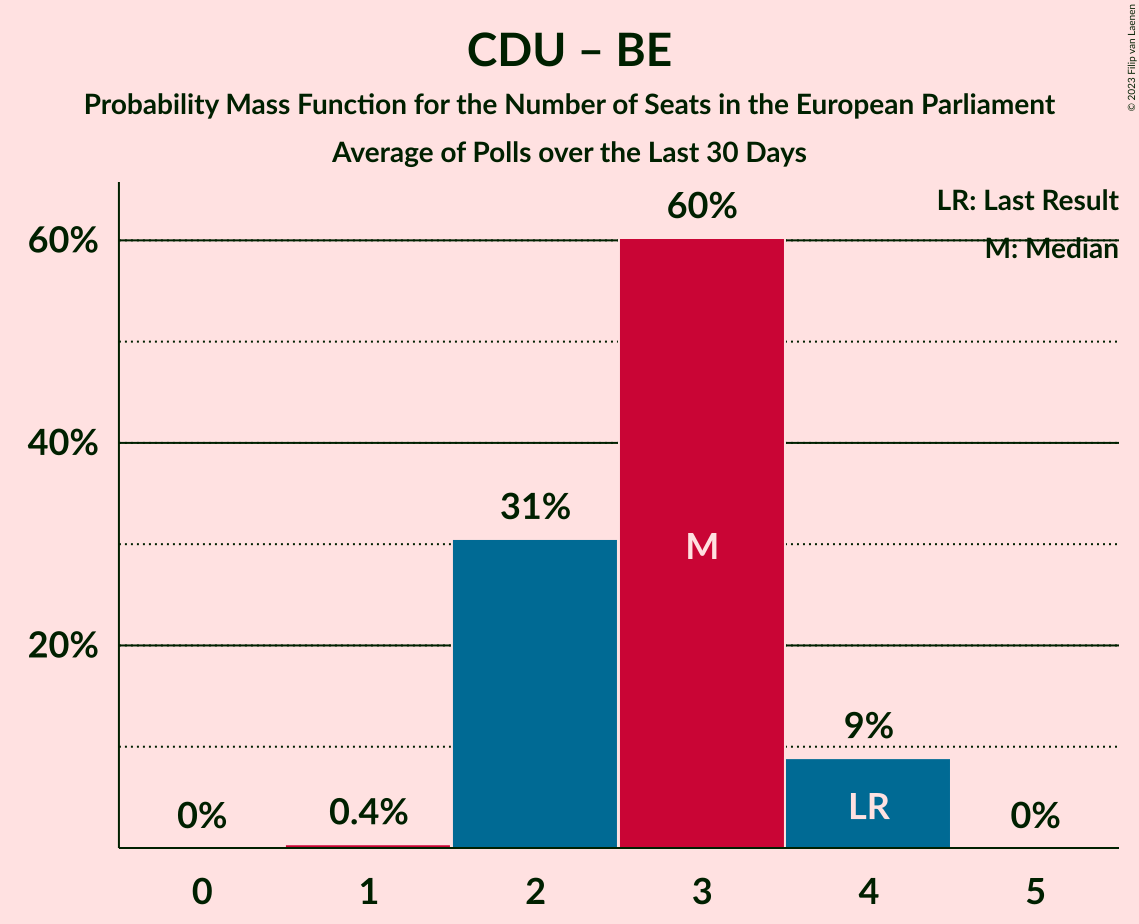 CDU – BE
Probability Mass Function for the Number of Seats in the European Parliament
Average of Polls over the Last 30 Days
© 2023 Filip van Laenen
LR: Last Result
M: Median
60%
40%
20%
0%
0.4%
31%
60%
9%
0%
M
LR
0
1
2
3
4
5